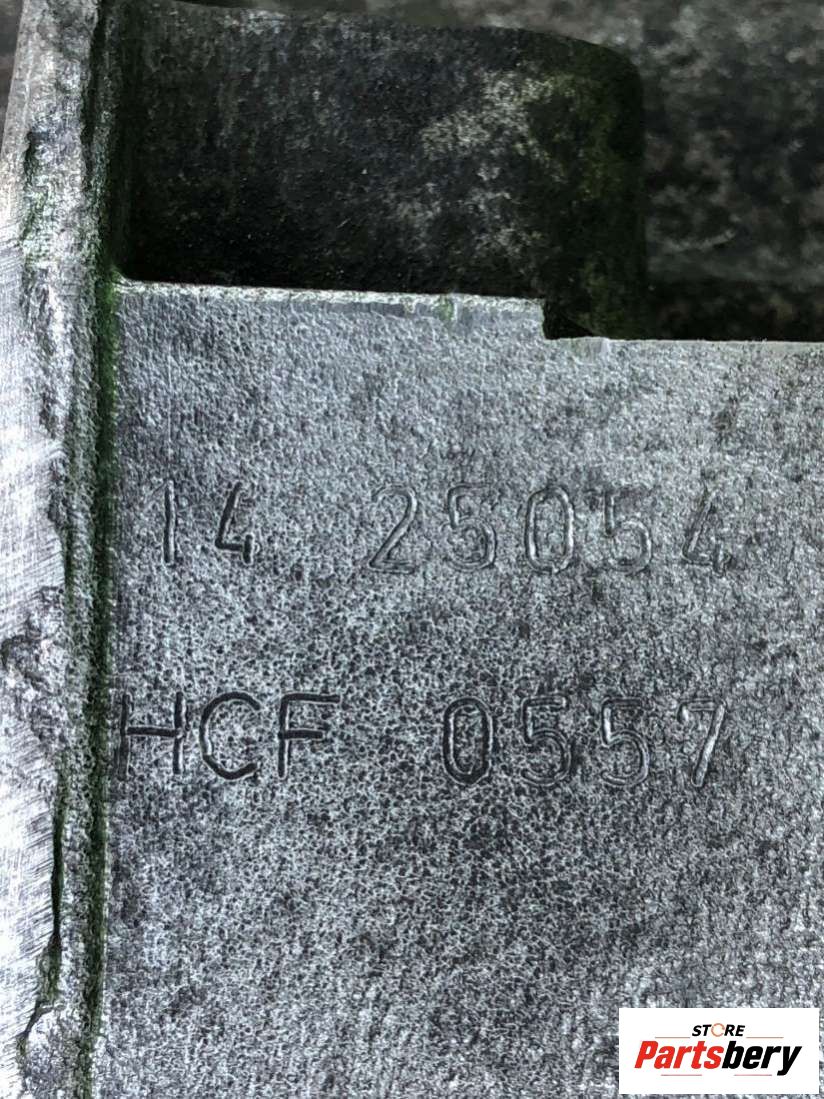 14 25054
HCF 0557
STORE
Partsbery